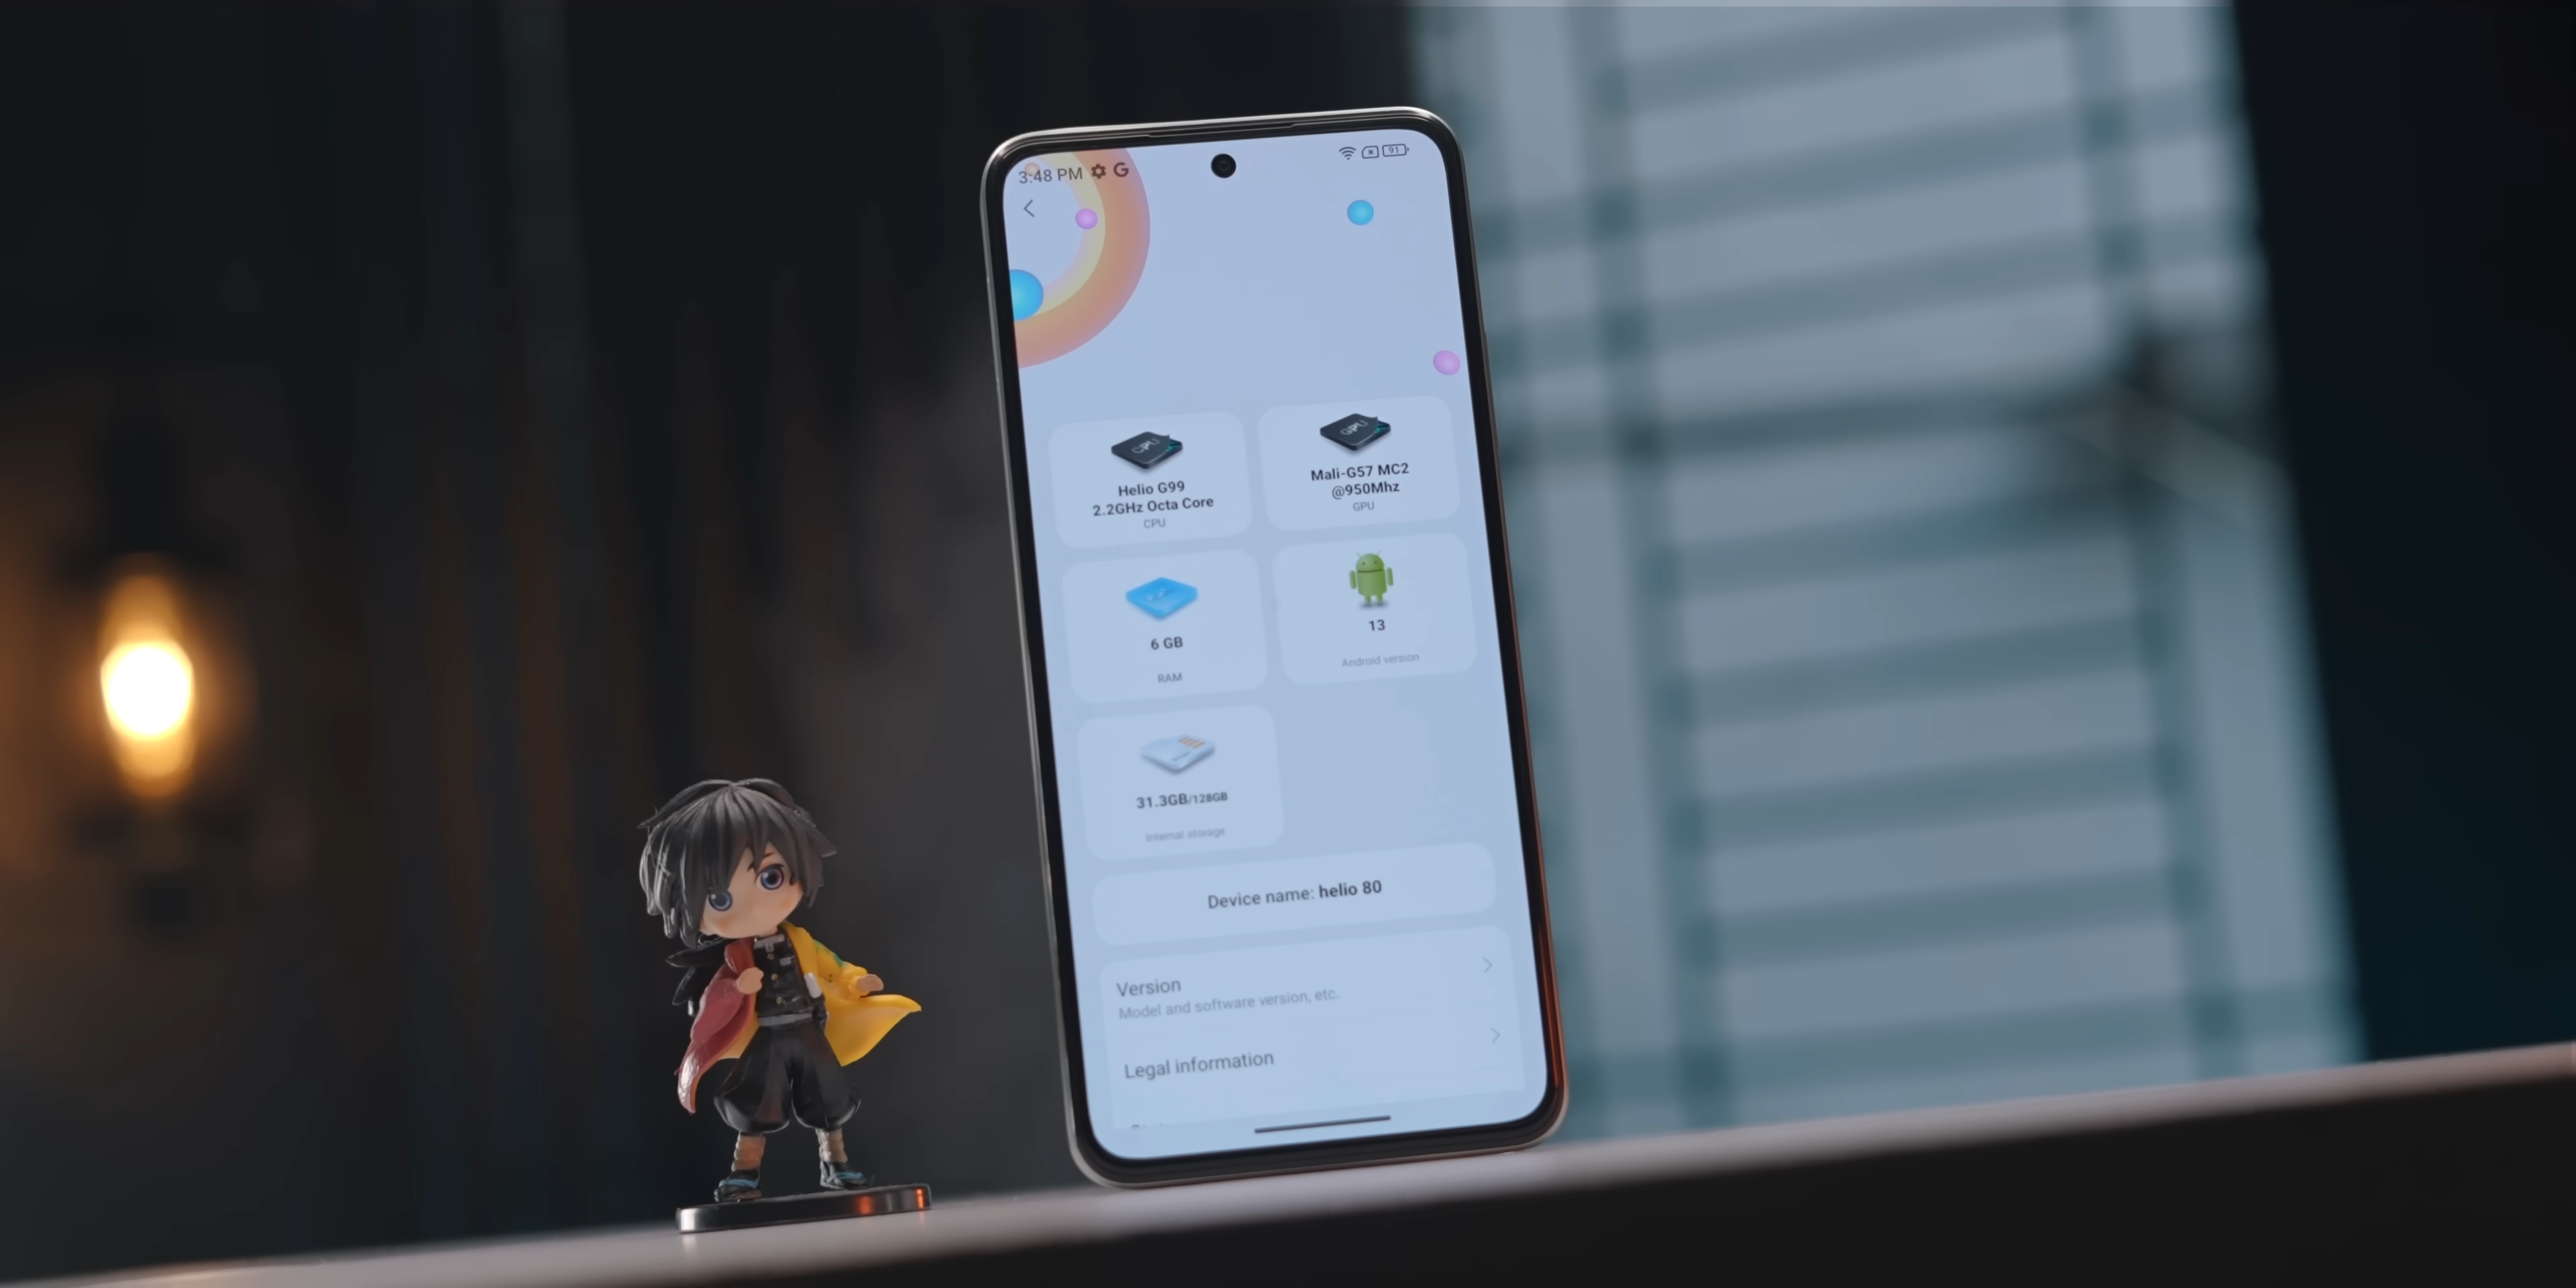 3:48 PM G
91
CPU
Helio G99
2.2GHz Octa Core
CPU
GPU
Mali-G57 MC2
@950Mhz
GPU
6 GB
RAM
13
Android version
31.3GB/128GB
Internal storage
Device name: helio 80
Version
Model and software version, etc.
Legal information